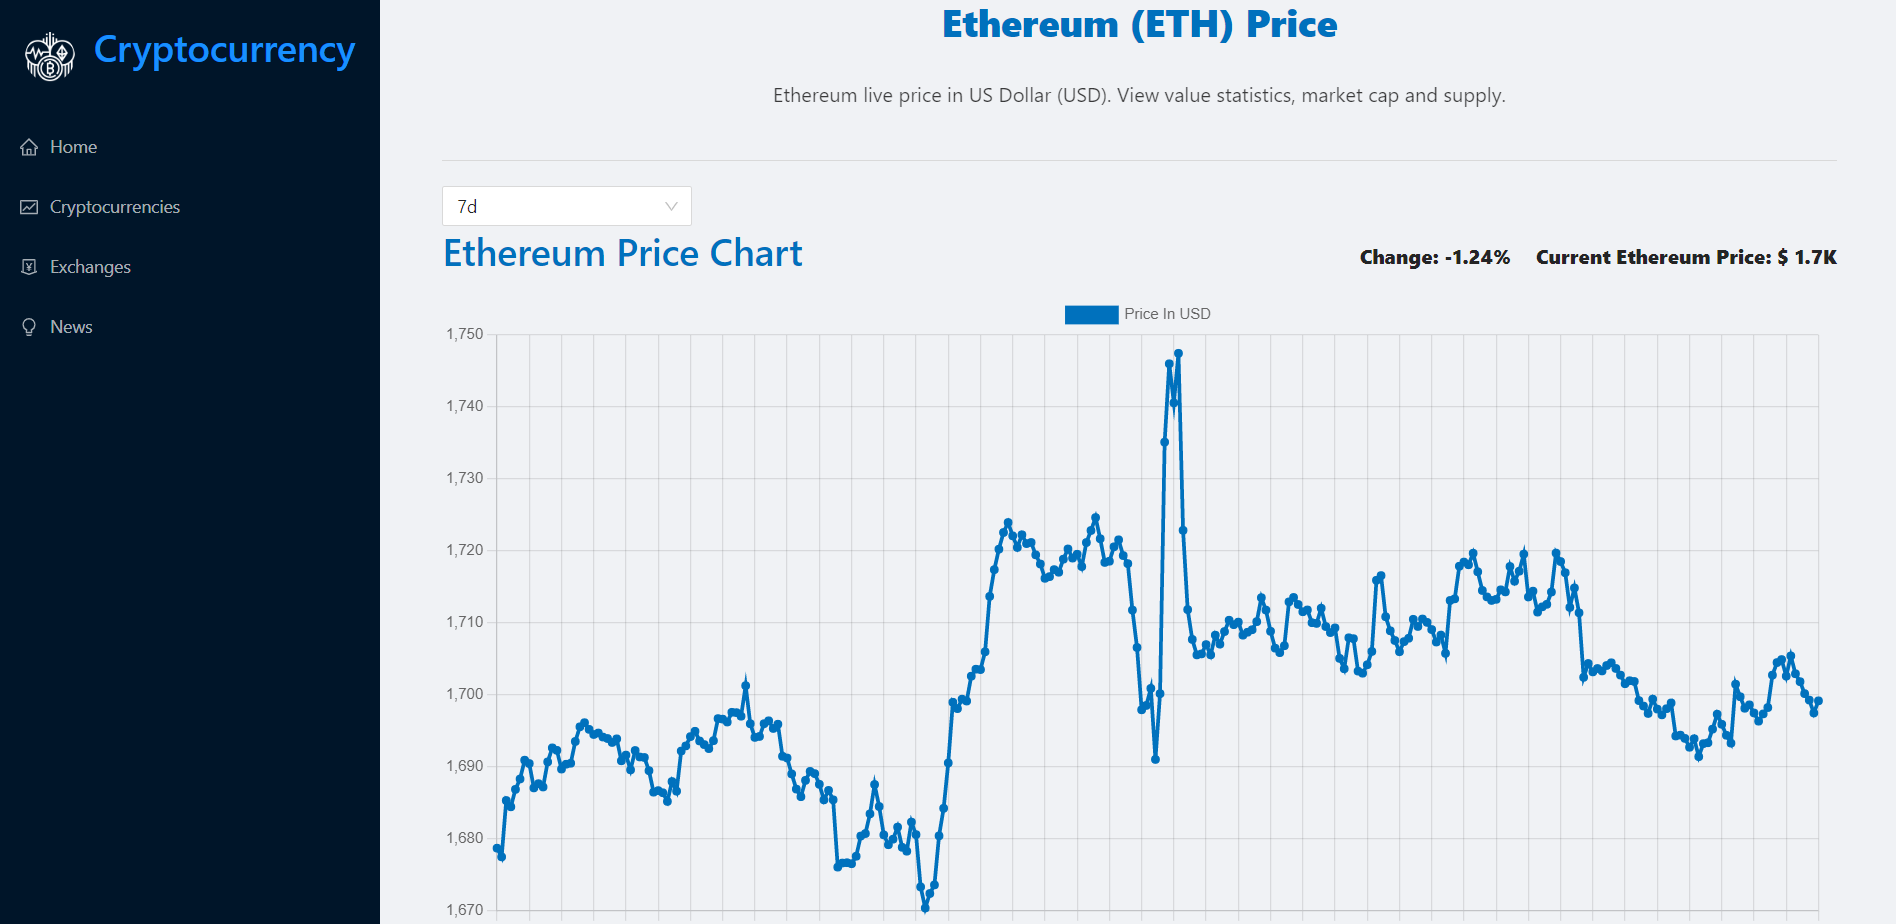 Cryptocurrency
Home
Cryptocurrencies
Exchanges
News
Ethereum (ETH) Price
Ethereum live price in US Dollar (USD). View value statistics, market cap and supply.
7d
Ethereum Price Chart
Change: -1.24%
Current Ethereum Price: $ 1.7K
Price In USD
1,750
1,740
1,730
1,720
1,710
1,700
1,690
1,680
1,670